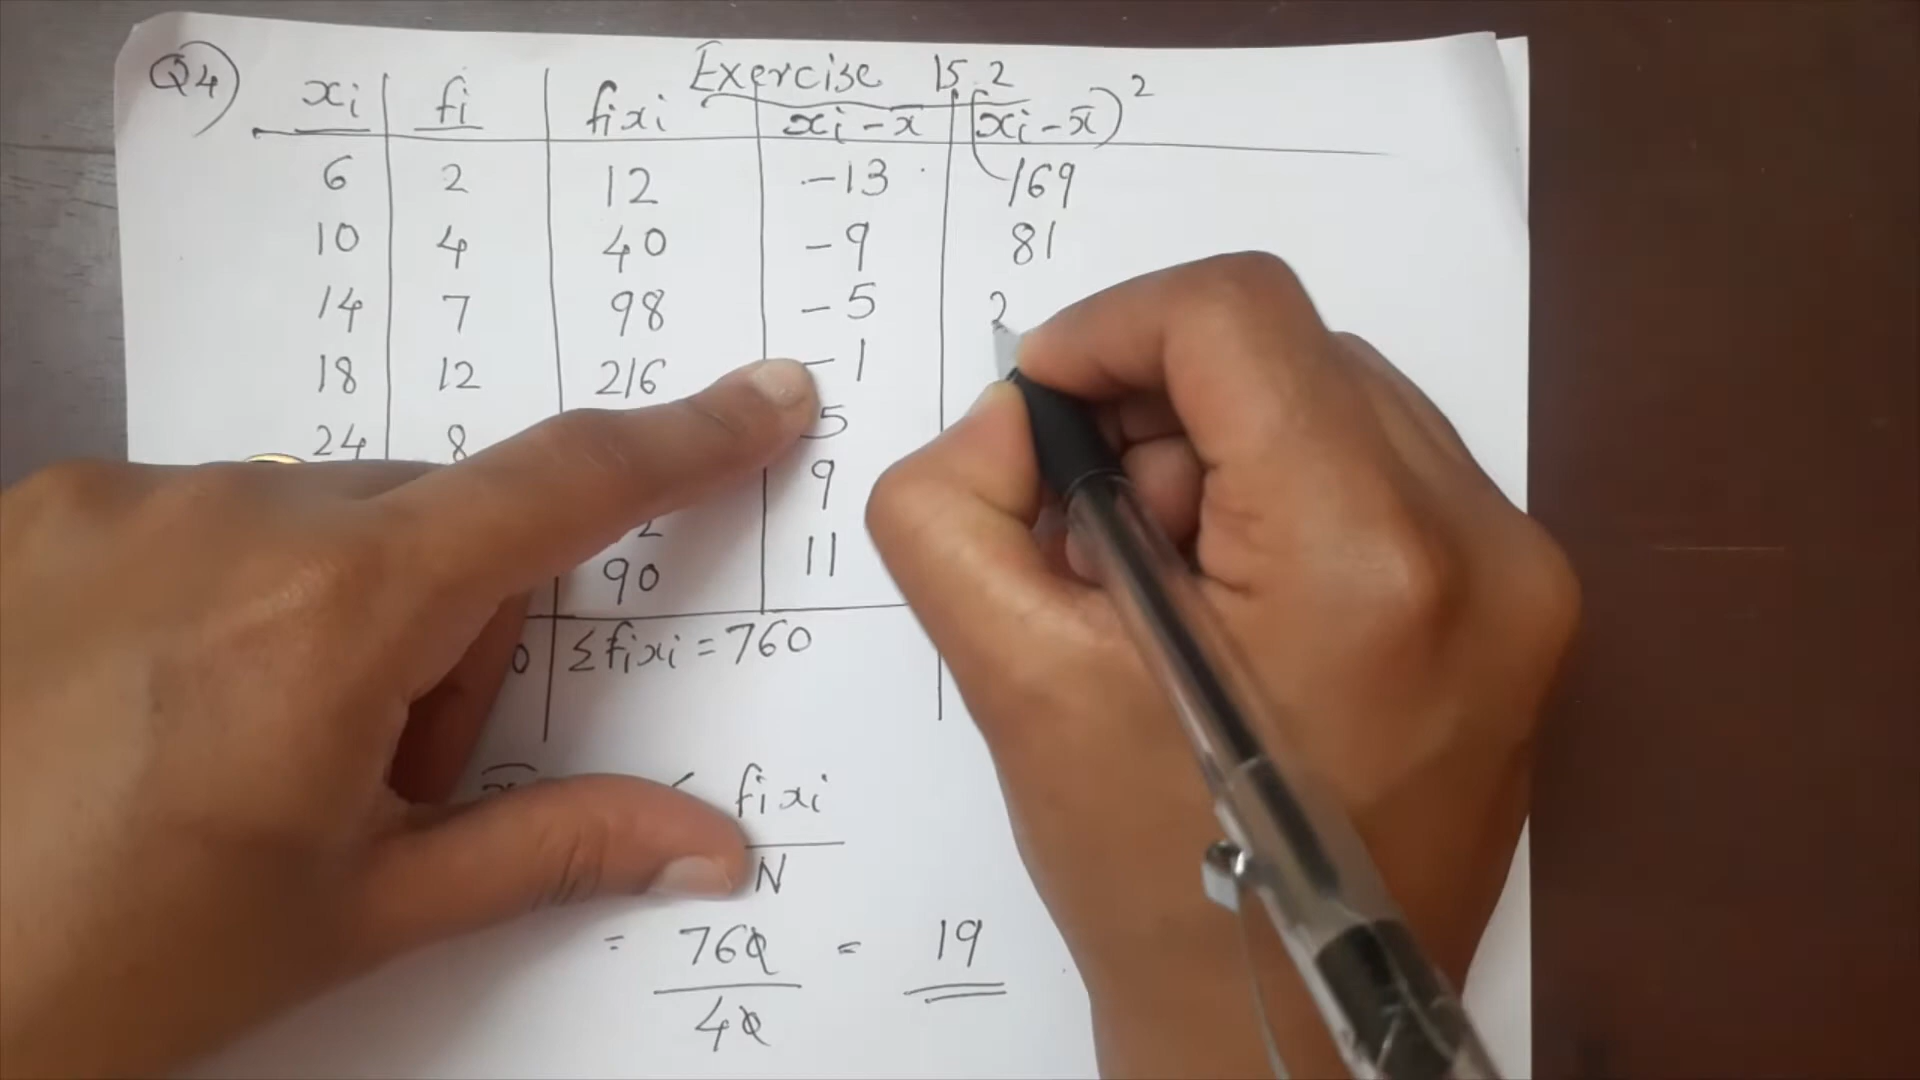 Q4) Exercise 15.2
xi fi fixi xi - x̄ (xi - x̄)²
6 2 12 -13 169
10 4 40 -9 81
14 7 98 -5 2
18 12 216 -1
24 8 5
9
90 11
0 Σfixi = 760
fixi
N
= 760 = 19
40